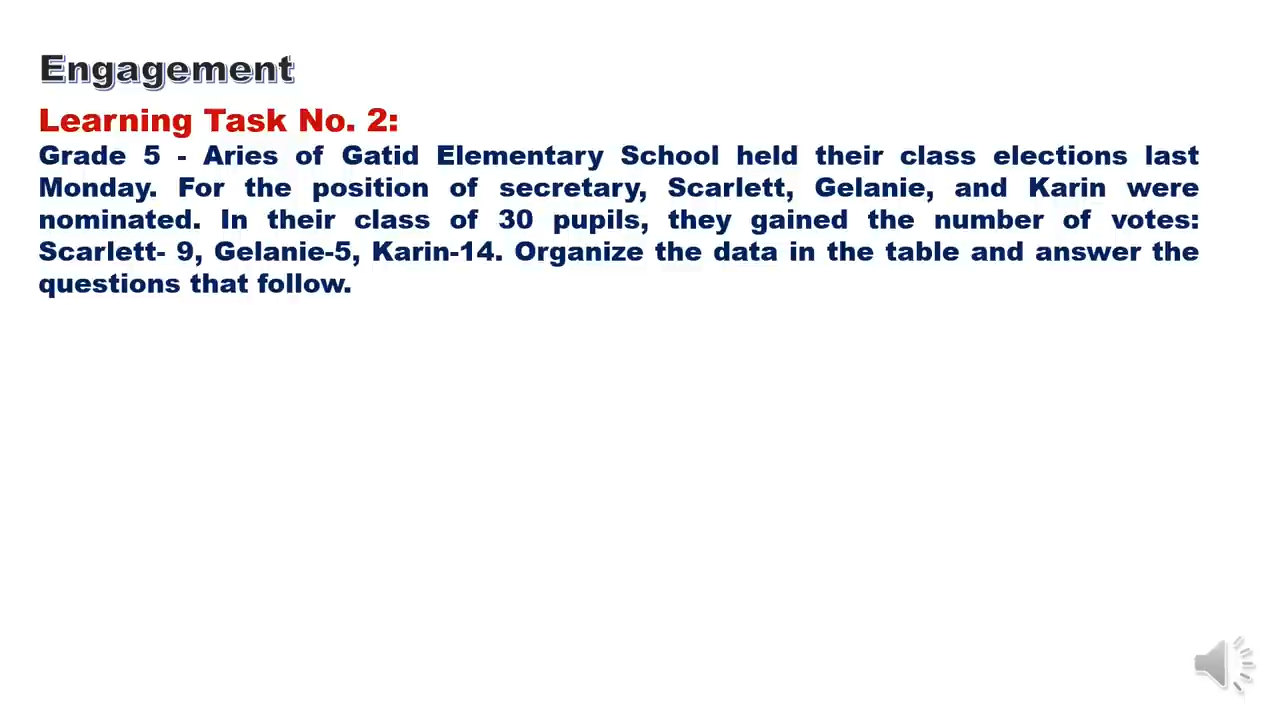 Engagement
Learning Task No. 2:
Grade 5 - Aries of Gatid Elementary School held their class elections last
Monday. For the position of secretary, Scarlett, Gelanie, and Karin were
nominated. In their class of 30 pupils, they gained the number of votes:
Scarlett- 9, Gelanie-5, Karin-14. Organize the data in the table and answer the
questions that follow.